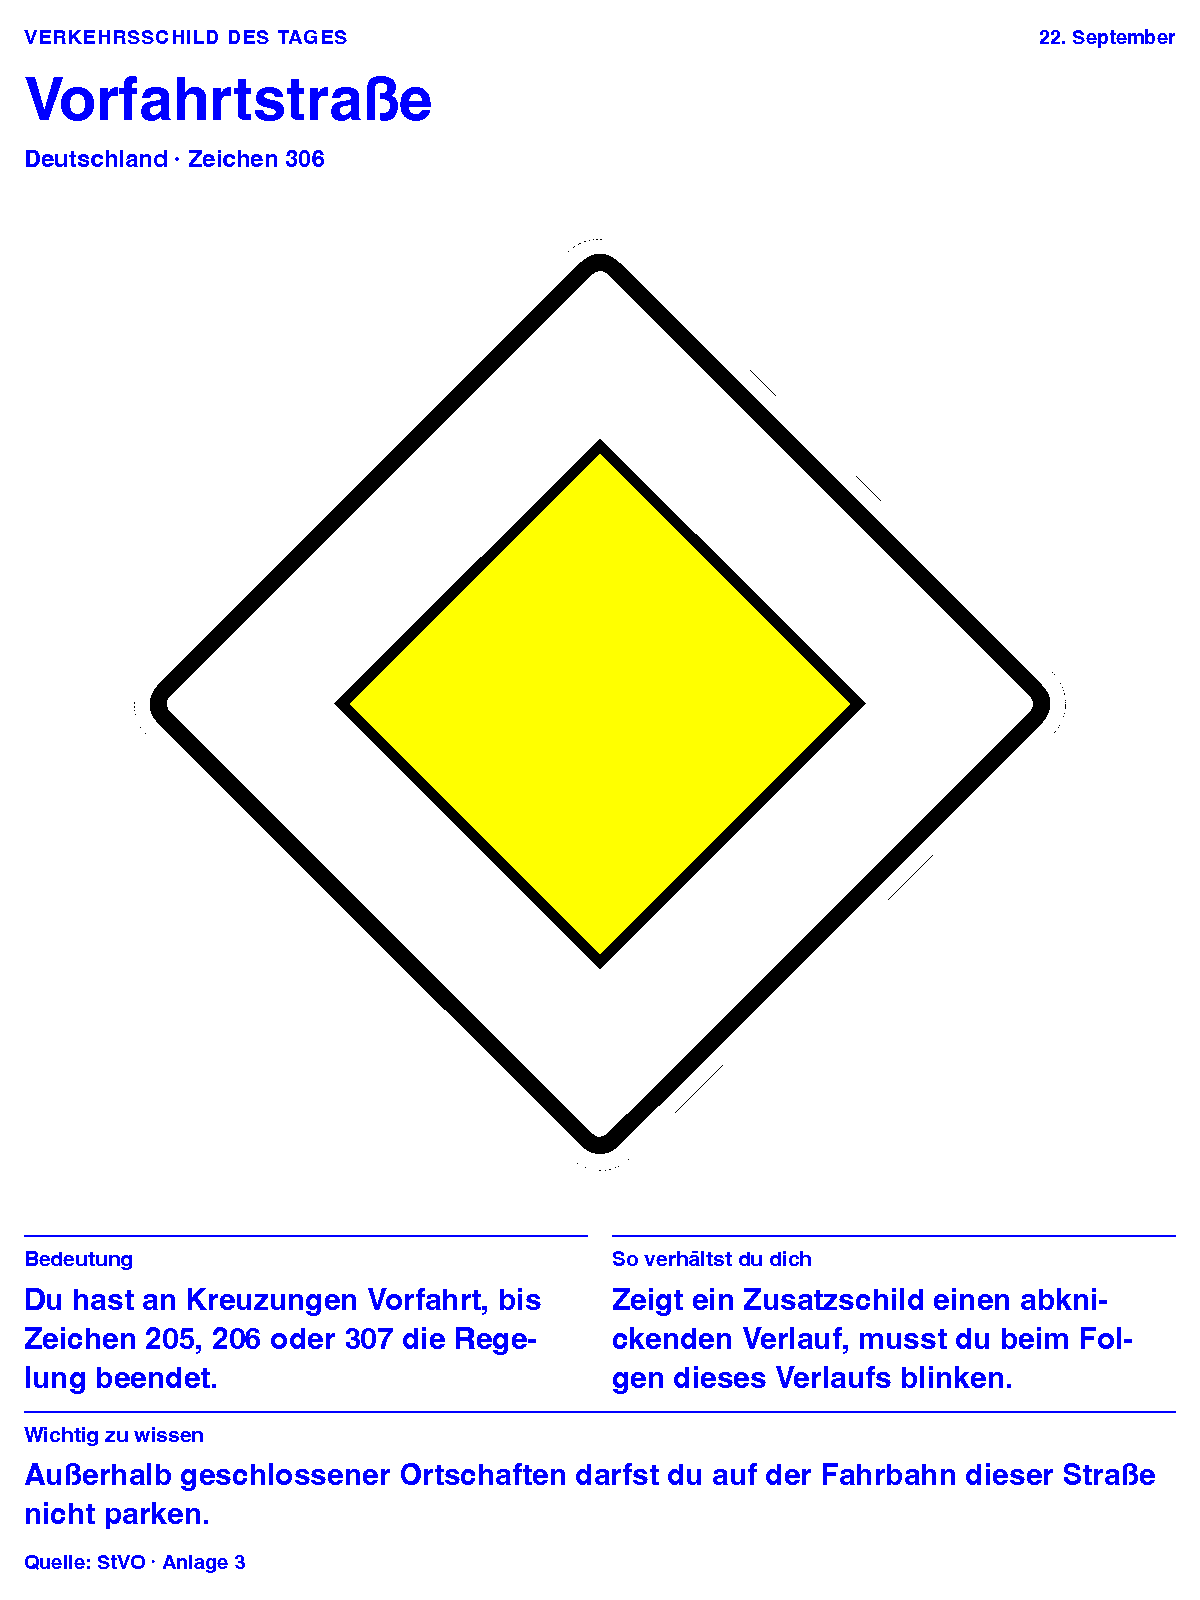 VERKEHRSSCHILD DES TAGES
22. September
Vorfahrtstraße
Deutschland · Zeichen 306
Bedeutung
Du hast an Kreuzungen Vorfahrt, bis
Zeichen 205, 206 oder 307 die Rege-
lung beendet.
So verhältst du dich
Zeigt ein Zusatzschild einen abkni-
ckenden Verlauf, musst du beim Fol-
gen dieses Verlaufs blinken.
Wichtig zu wissen
Außerhalb geschlossener Ortschaften darfst du auf der Fahrbahn dieser Straße
nicht parken.
Quelle: StVO · Anlage 3